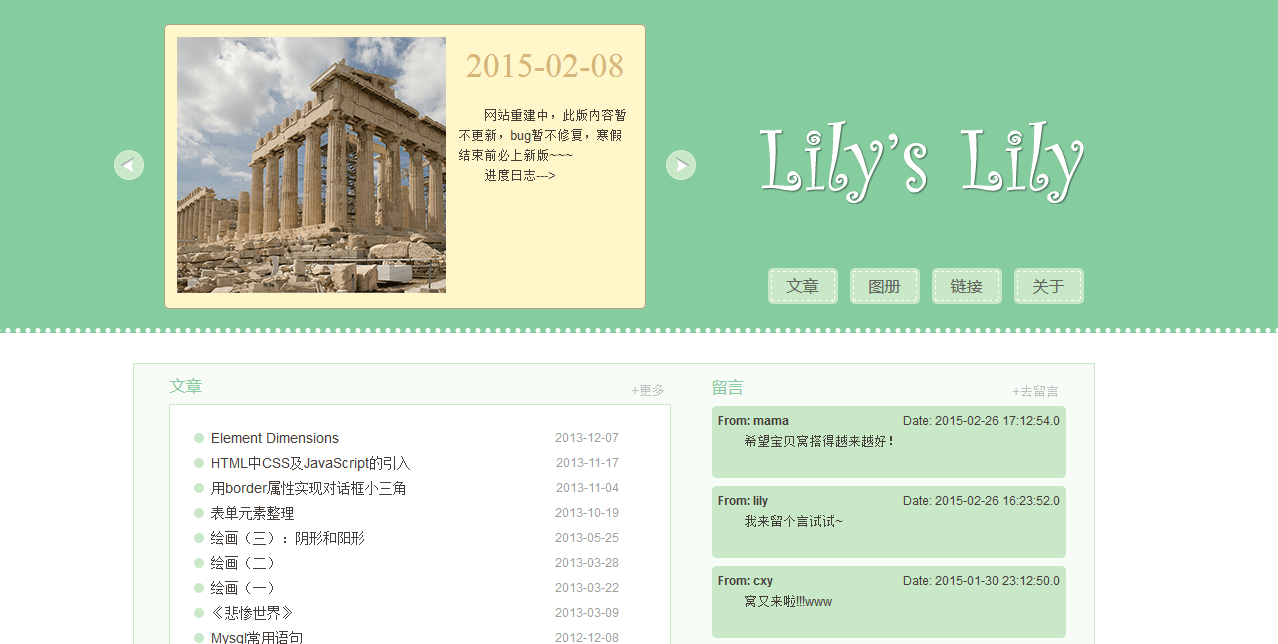 2015-02-08
网站重建中，此版内容暂
不更新，bug暂不修复，寒假
结束前必上新版~~~
进度日志--->
Lily's Lily
文章 图册 链接 关于
文章 +更多
Element Dimensions 2013-12-07
HTML中CSS及JavaScript的引入 2013-11-17
用border属性实现对话框小三角 2013-11-04
表单元素整理 2013-10-19
绘画（三）：阴形和阳形 2013-05-25
绘画（二） 2013-03-28
绘画（一） 2013-03-22
《悲惨世界》 2013-03-09
Mysql常用语句 2012-12-08
留言 +去留言
From: mama Date: 2015-02-26 17:12:54.0
希望宝贝窝搭得越来越好！
From: lily Date: 2015-02-26 16:23:52.0
我来留个言试试~
From: cxy Date: 2015-01-30 23:12:50.0
窝又来啦!!!www